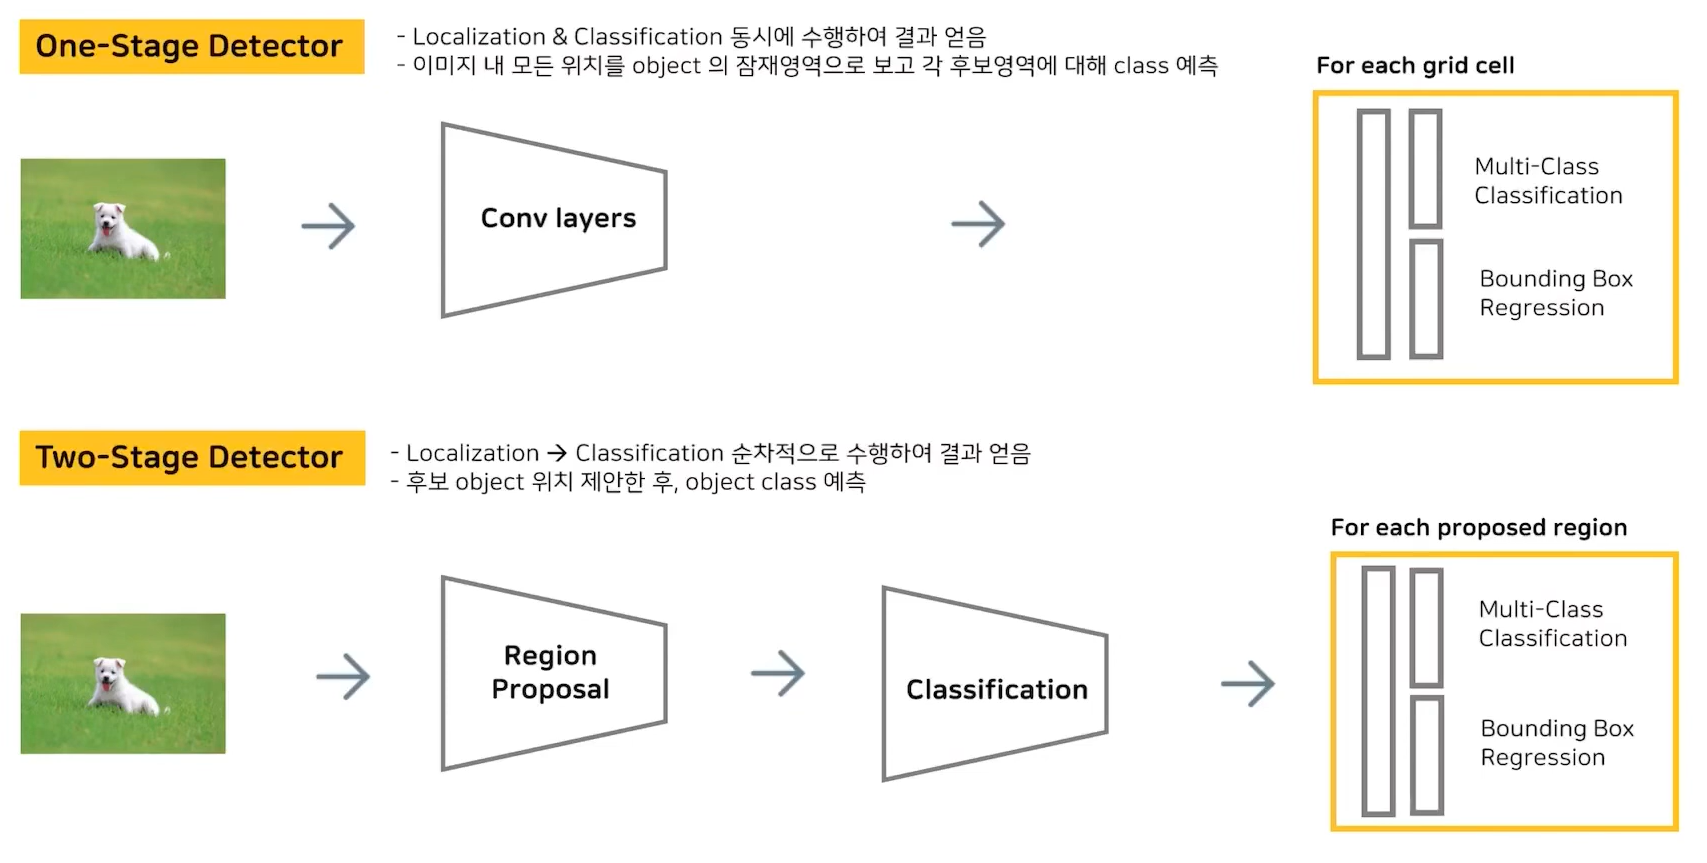 One-Stage Detector
- Localization & Classification 동시에 수행하여 결과 얻음
- 이미지 내 모든 위치를 object 의 잠재영역으로 보고 각 후보영역에 대해 class 예측
For each grid cell
Conv layers
Multi-Class
Classification
Bounding Box
Regression
Two-Stage Detector
- Localization → Classification 순차적으로 수행하여 결과 얻음
- 후보 object 위치 제안한 후, object class 예측
For each proposed region
Region
Proposal
Classification
Multi-Class
Classification
Bounding Box
Regression